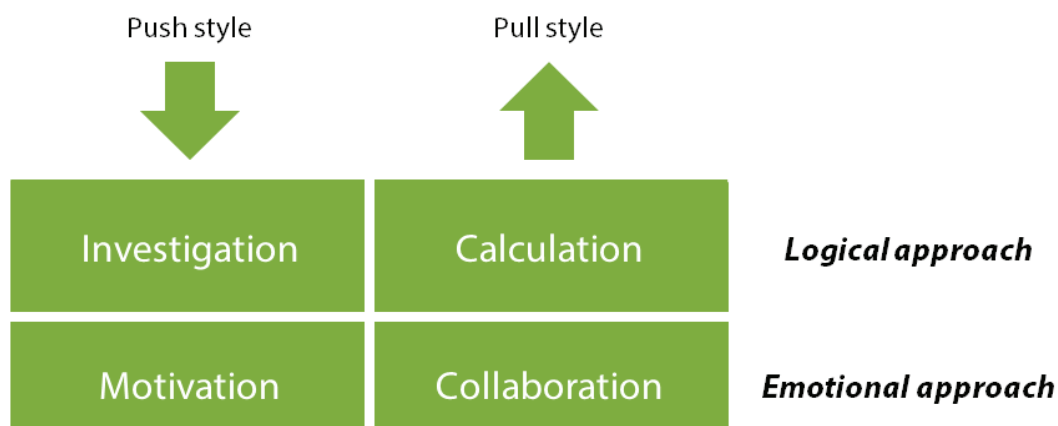 Push style
Pull style
Investigation
Calculation
Logical approach
Motivation
Collaboration
Emotional approach